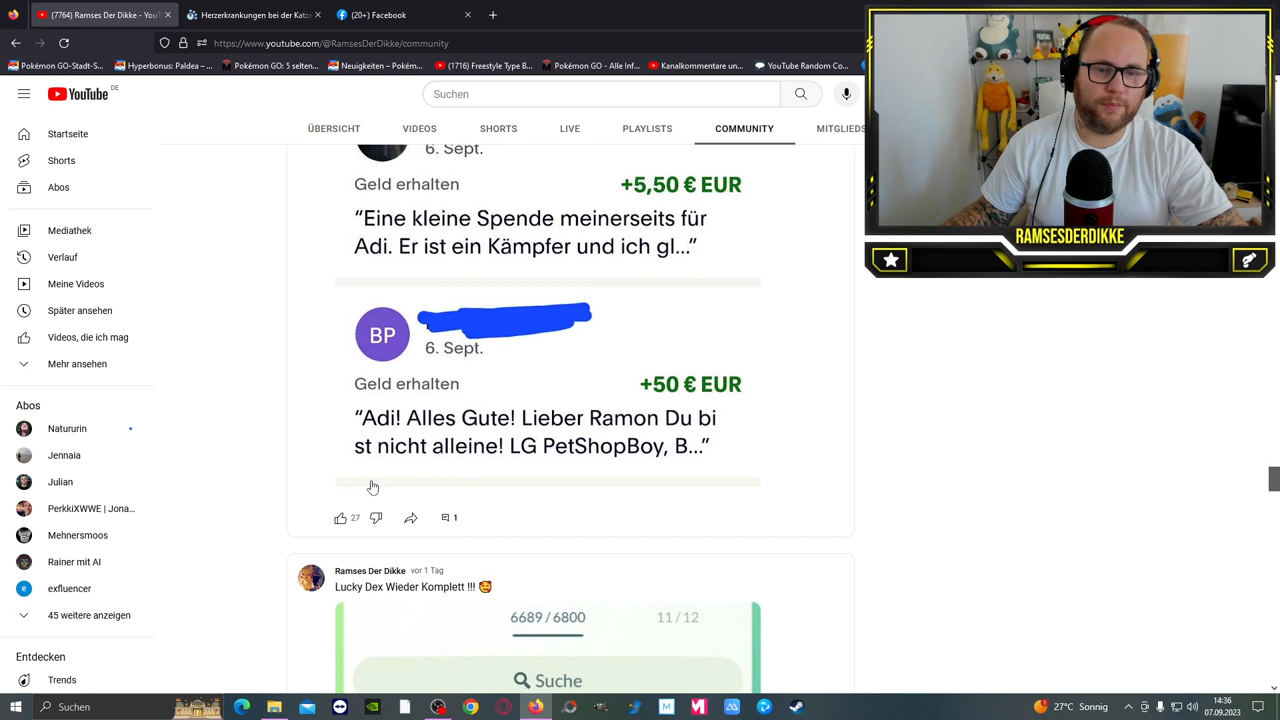 (7764) Ramses Der Dikke - YouT
Herzerkrankungen bei der Katz
(20+) Facebook
https://www.youtube.com/@RamsesDerDikke/community
Pokémon GO-Stadt-S...
Hyperbonus: Paldea – ...
Pokémon GO: S
Neuigkeiten – Pokém...
(1716) Freestyle Type B...
Pokémon GO - Alle Inf...
Kanalkommentare un...
YouTube Random Co
YouTube DE
Suchen
ÜBERSICHT
VIDEOS
SHORTS
LIVE
PLAYLISTS
COMMUNITY
MITGLIEDS
Startseite
Shorts
Abos
Mediathek
Verlauf
Meine Videos
Später ansehen
Videos, die ich mag
Mehr ansehen
Abos
Natururin
Jennaia
Julian
PerkkiXWWE | Jona...
Mehnersmoos
Rainer mit AI
exfluencer
45 weitere anzeigen
Entdecken
Trends
6. Sept.
Geld erhalten
+5,50 € EUR
“Eine kleine Spende meinerseits für
Adi. Er ist ein Kämpfer und ich gl...”
BP
6. Sept.
Geld erhalten
+50 € EUR
“Adi! Alles Gute! Lieber Ramon Du bi
st nicht alleine! LG PetShopBoy, B...”
27
1
Ramses Der Dikke vor 1 Tag
Lucky Dex Wieder Komplett !!! 🥰
6689 / 6800
11 / 12
Suche
RAMSESDERDIKKE
Suchen
27°C Sonnig
14:36
07.09.2023